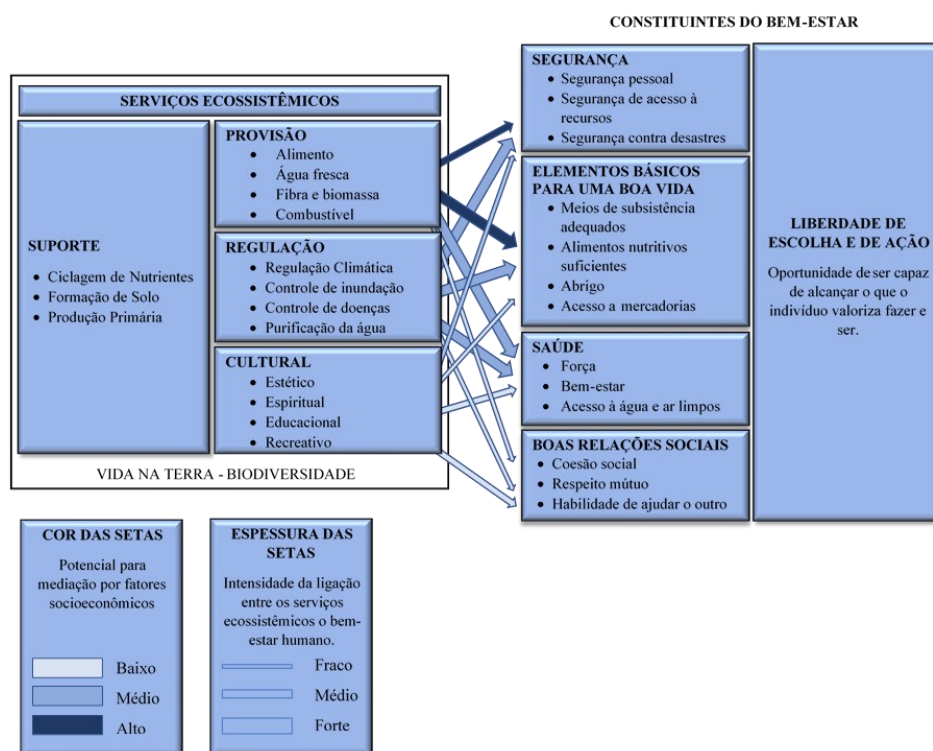 CONSTITUINTES DO BEM-ESTAR
SERVIÇOS ECOSSISTÊMICOS
SUPORTE
• Ciclagem de Nutrientes
• Formação de Solo
• Produção Primária
PROVISÃO
• Alimento
• Água fresca
• Fibra e biomassa
• Combustível
REGULAÇÃO
• Regulação Climática
• Controle de inundação
• Controle de doenças
• Purificação da água
CULTURAL
• Estético
• Espiritual
• Educacional
• Recreativo
VIDA NA TERRA - BIODIVERSIDADE
SEGURANÇA
• Segurança pessoal
• Segurança de acesso à
recursos
• Segurança contra desastres
ELEMENTOS BÁSICOS
PARA UMA BOA VIDA
• Meios de subsistência
adequados
• Alimentos nutritivos
suficientes
• Abrigo
• Acesso a mercadorias
SAÚDE
• Força
• Bem-estar
• Acesso à água e ar limpos
BOAS RELAÇÕES SOCIAIS
• Coesão social
• Respeito mútuo
• Habilidade de ajudar o outro
LIBERDADE DE
ESCOLHA E DE AÇÃO
Oportunidade de ser capaz
de alcançar o que o
indivíduo valoriza fazer e
ser.
COR DAS SETAS
Potencial para
mediação por fatores
socioeconômicos
Baixo
Médio
Alto
ESPESSURA DAS
SETAS
Intensidade da ligação
entre os serviços
ecossistêmicos o bem-
estar humano.
Fraco
Médio
Forte